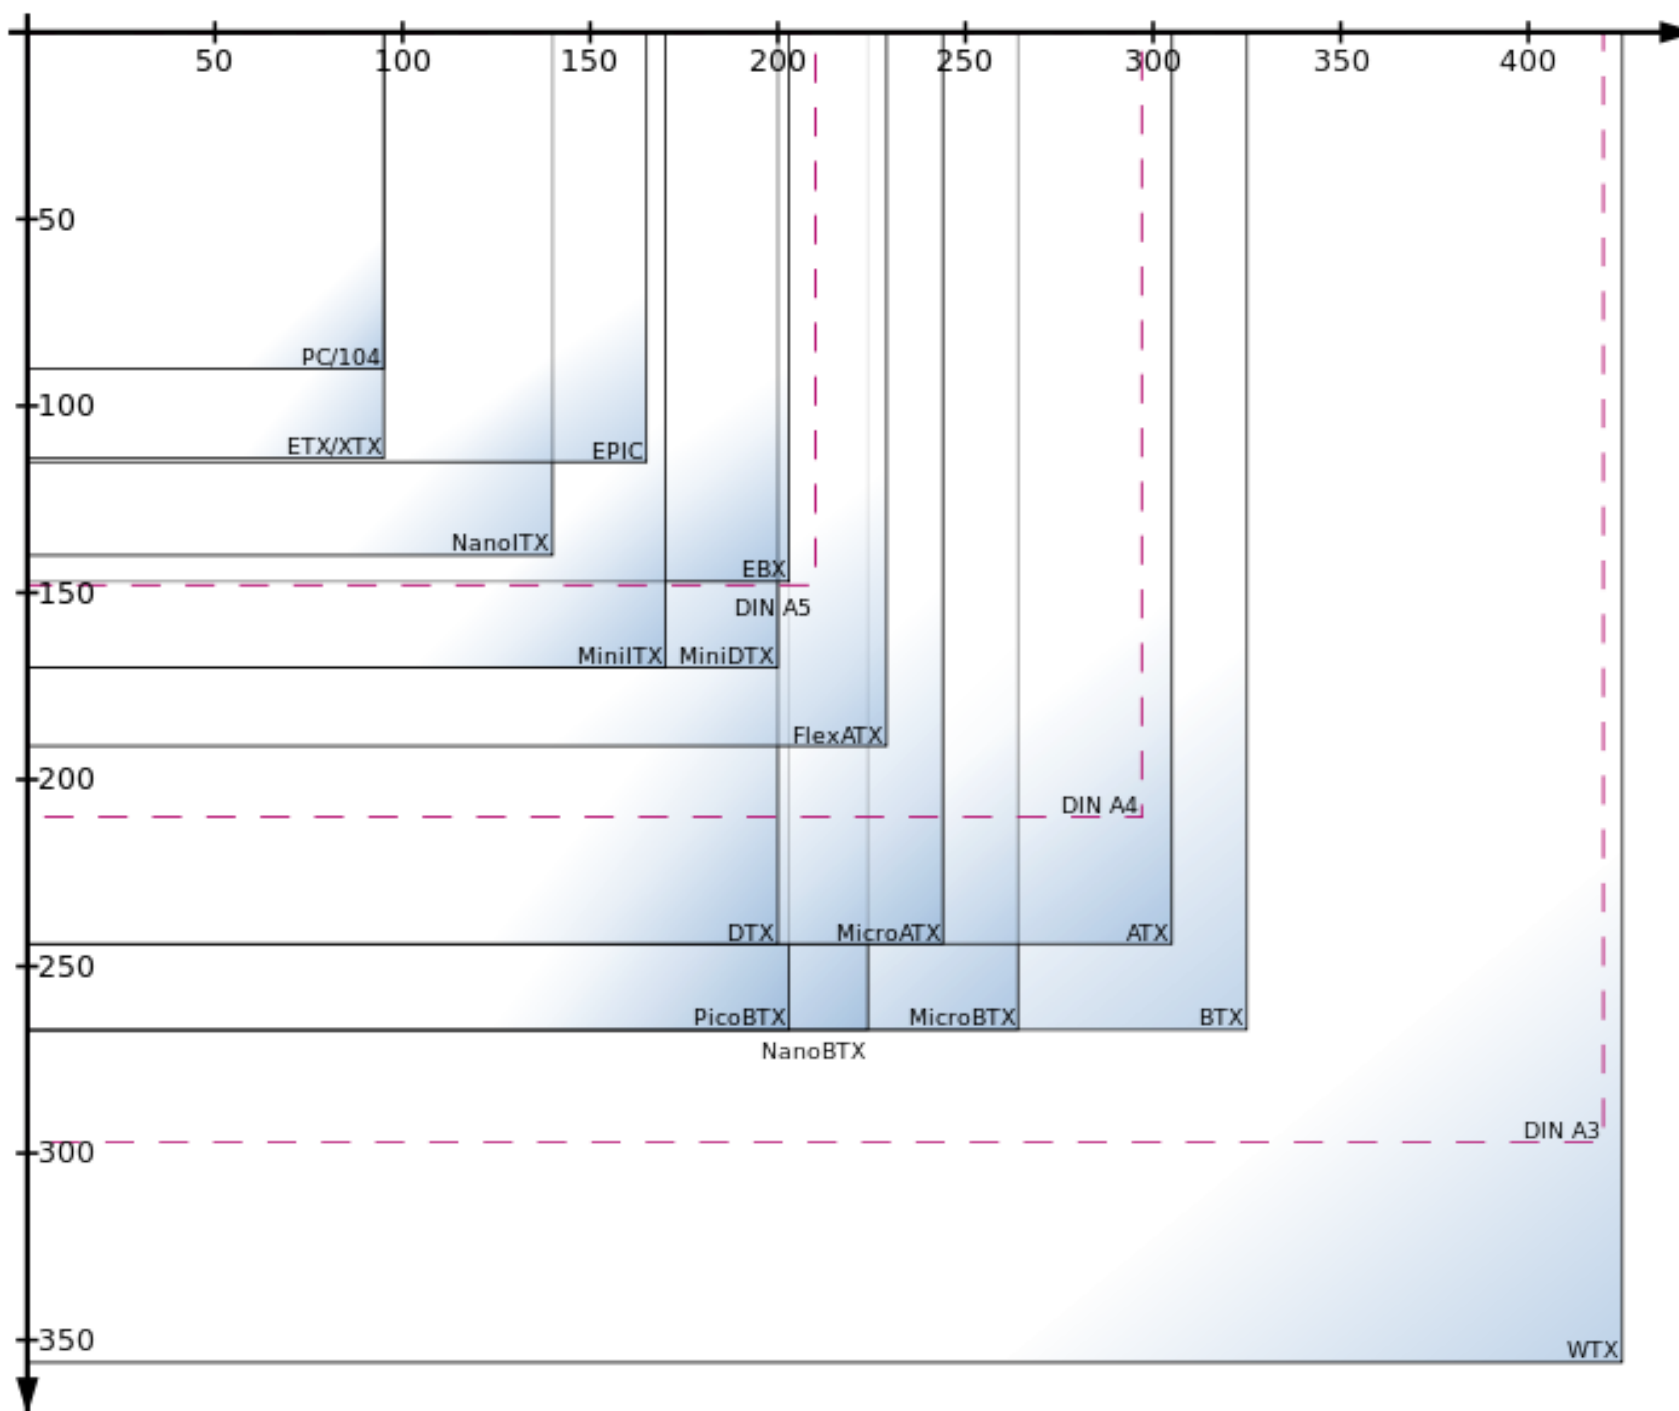 50 100 150 200 250 300 350 400
50
PC/104
100
ETX/XTX
EPIC
NanoITX
EBX
150
DIN A5
MiniITX MiniDTX
FlexATX
200
DIN A4
DTX MicroATX ATX
250
PicoBTX MicroBTX BTX
NanoBTX
DIN A3
300
350
WTX